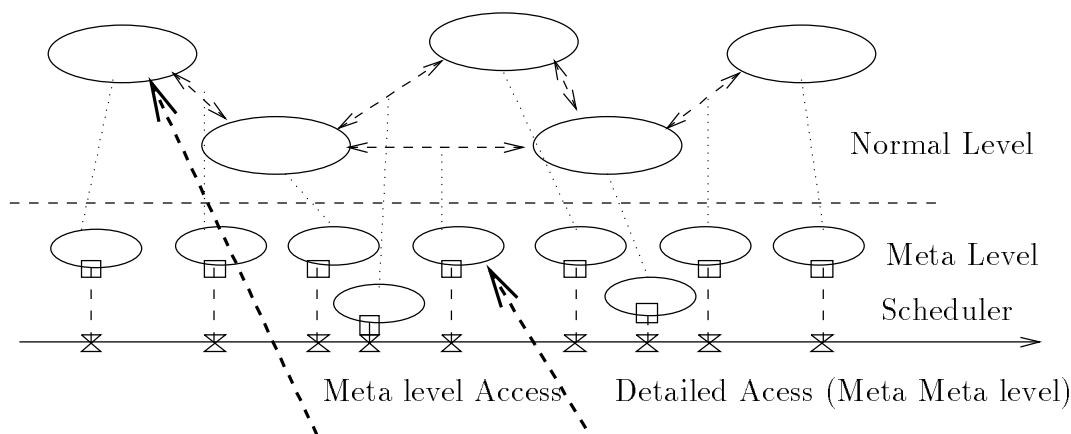 Normal Level
Meta Level
Scheduler
Meta level Access
Detailed Acess (Meta Meta level)